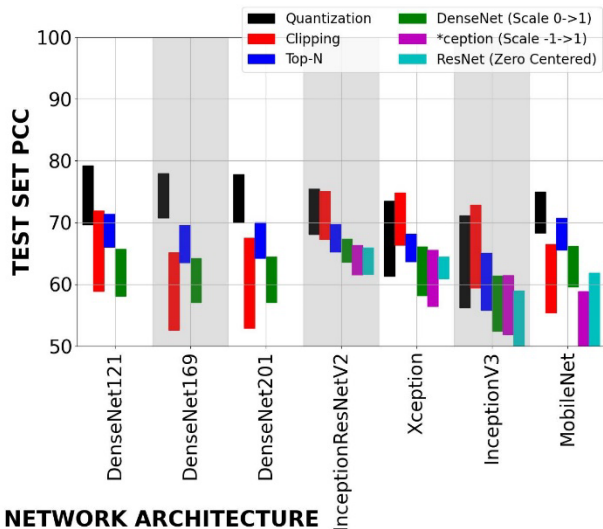 Quantization
Clipping
Top-N
DenseNet (Scale 0->1)
*ception (Scale -1->1)
ResNet (Zero Centered)
TEST SET PCC
100
90
80
70
60
50
DenseNet121
DenseNet169
DenseNet201
InceptionResNetV2
Xception
InceptionV3
MobileNet
NETWORK ARCHITECTURE